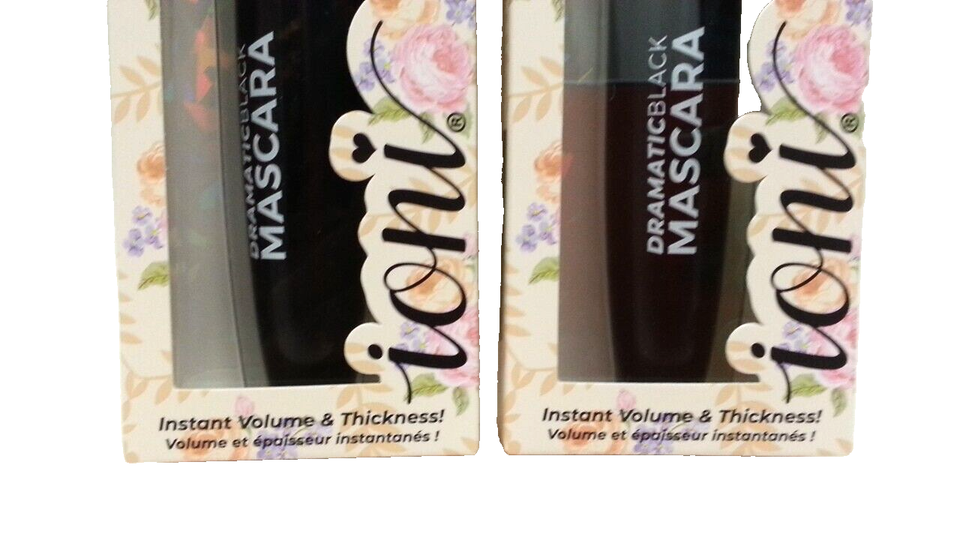 DRAMATICBLACK
MASCARA
ioni®
Instant Volume & Thickness!
Volume et épaisseur instantanés !
DRAMATICBLACK
MASCARA
ioni®
Instant Volume & Thickness!
Volume et épaisseur instantanés !